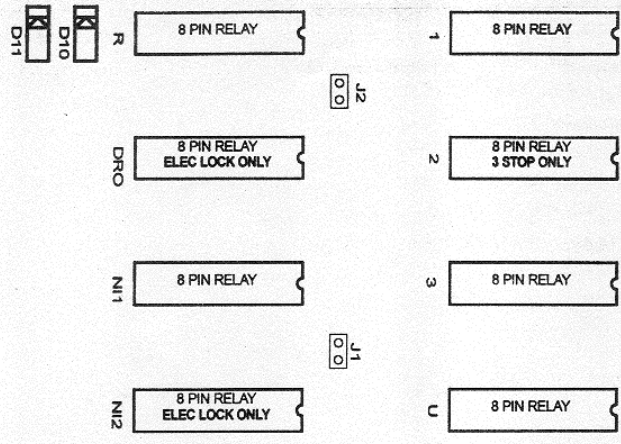 D11
D10
R
8 PIN RELAY
1
8 PIN RELAY
J2
DRO
8 PIN RELAY
ELEC LOCK ONLY
2
8 PIN RELAY
3 STOP ONLY
NI1
8 PIN RELAY
3
8 PIN RELAY
J1
NI2
8 PIN RELAY
ELEC LOCK ONLY
U
8 PIN RELAY